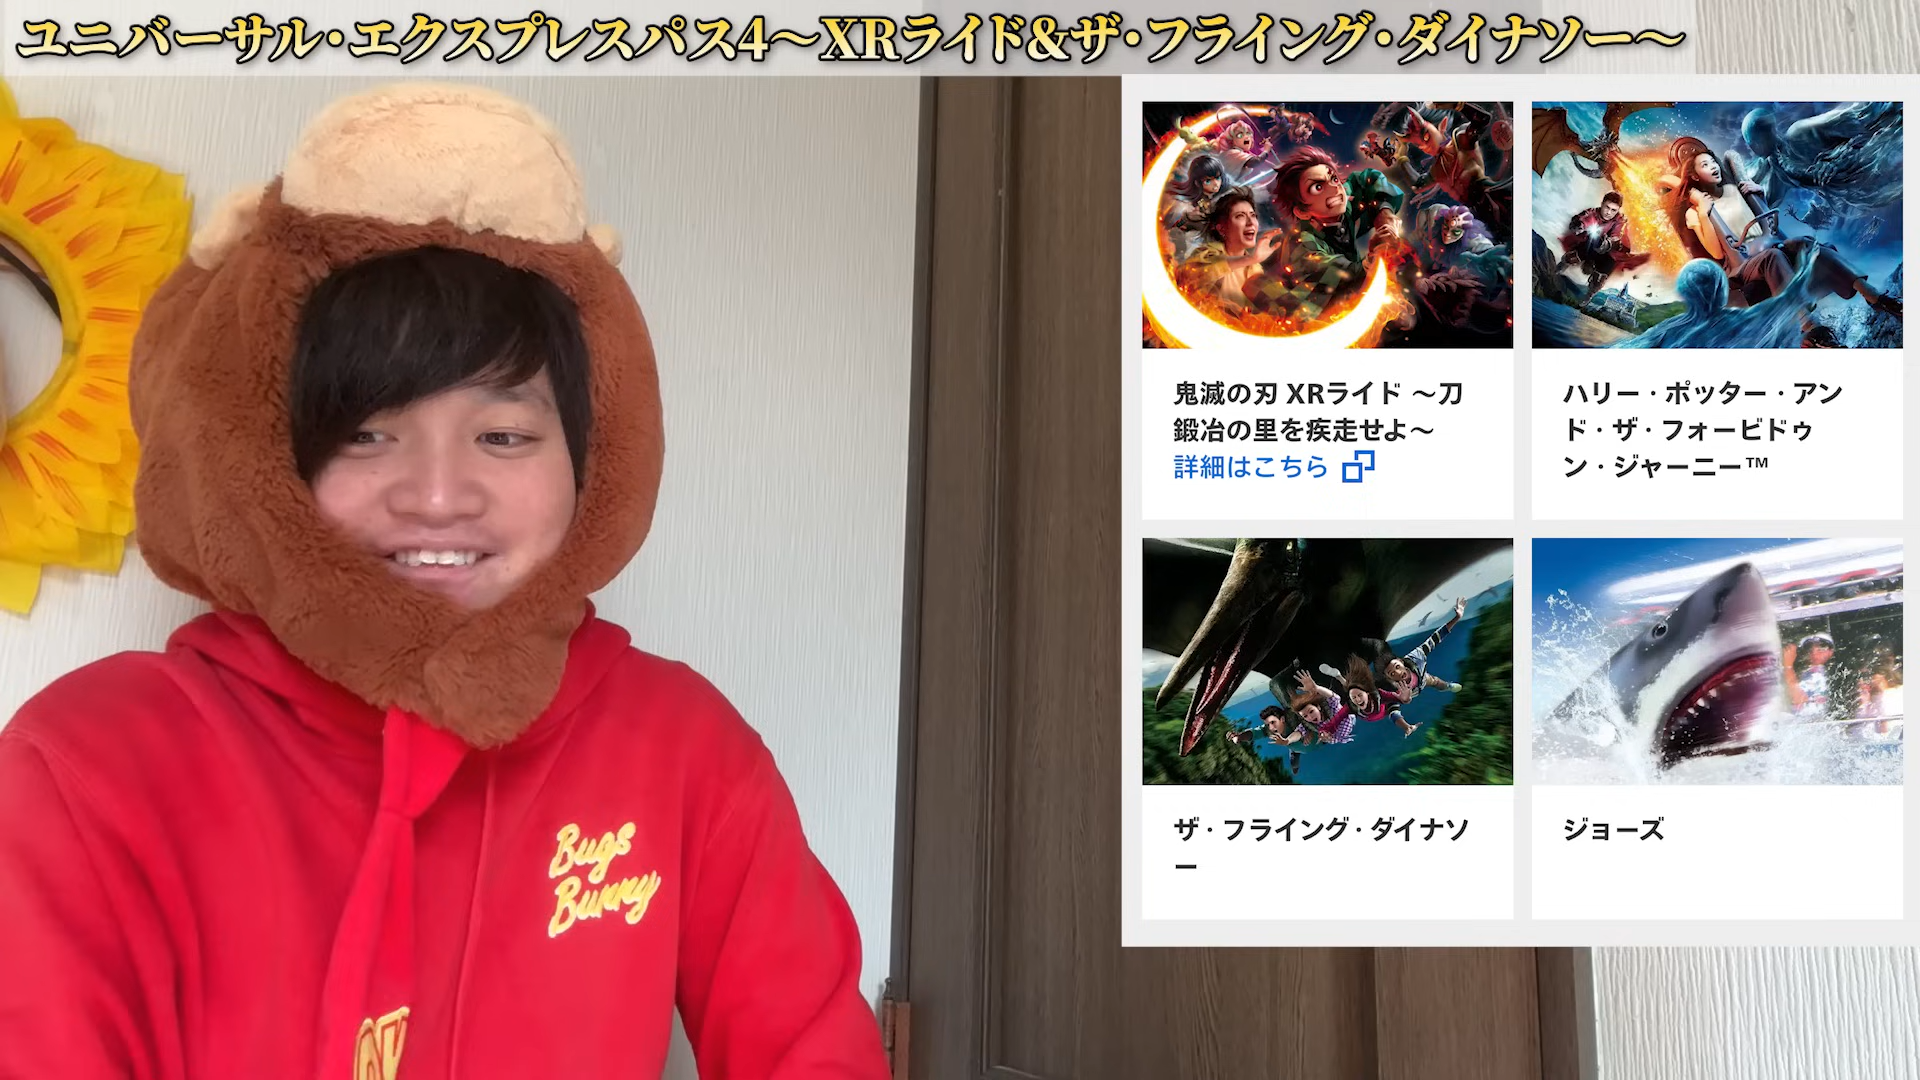 ユニバーサル・エクスプレスパス4～XRライド&ザ・フライング・ダイナソー～
鬼滅の刃 XRライド ～刀
鍛冶の里を疾走せよ～
詳細はこちら
ハリー・ポッター・アン
ド・ザ・フォービドゥ
ン・ジャーニー™
ザ・フライング・ダイナソ
ー
ジョーズ
Bugs
Bunny